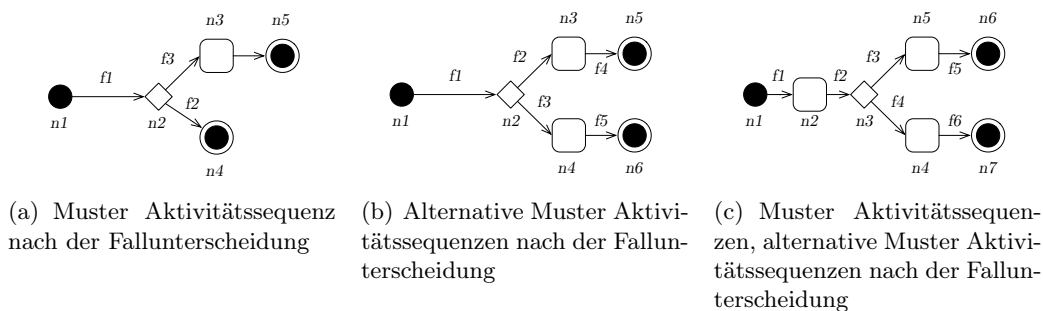 n3
n5
f3
f1
f2
n1
n2
n4
n3
n5
f2
f4
f1
f3
f5
n1
n2
n4
n6
n5
n6
f3
f5
f1
f2
f4
f6
n1
n2
n3
n4
n7
(a) Muster Aktivitätssequenz
nach der Fallunterscheidung
(b) Alternative Muster Aktivi-
tätssequenzen nach der Fallun-
terscheidung
(c) Muster Aktivitätssequen-
zen, alternative Muster Aktivi-
tätssequenzen nach der Fallun-
terscheidung